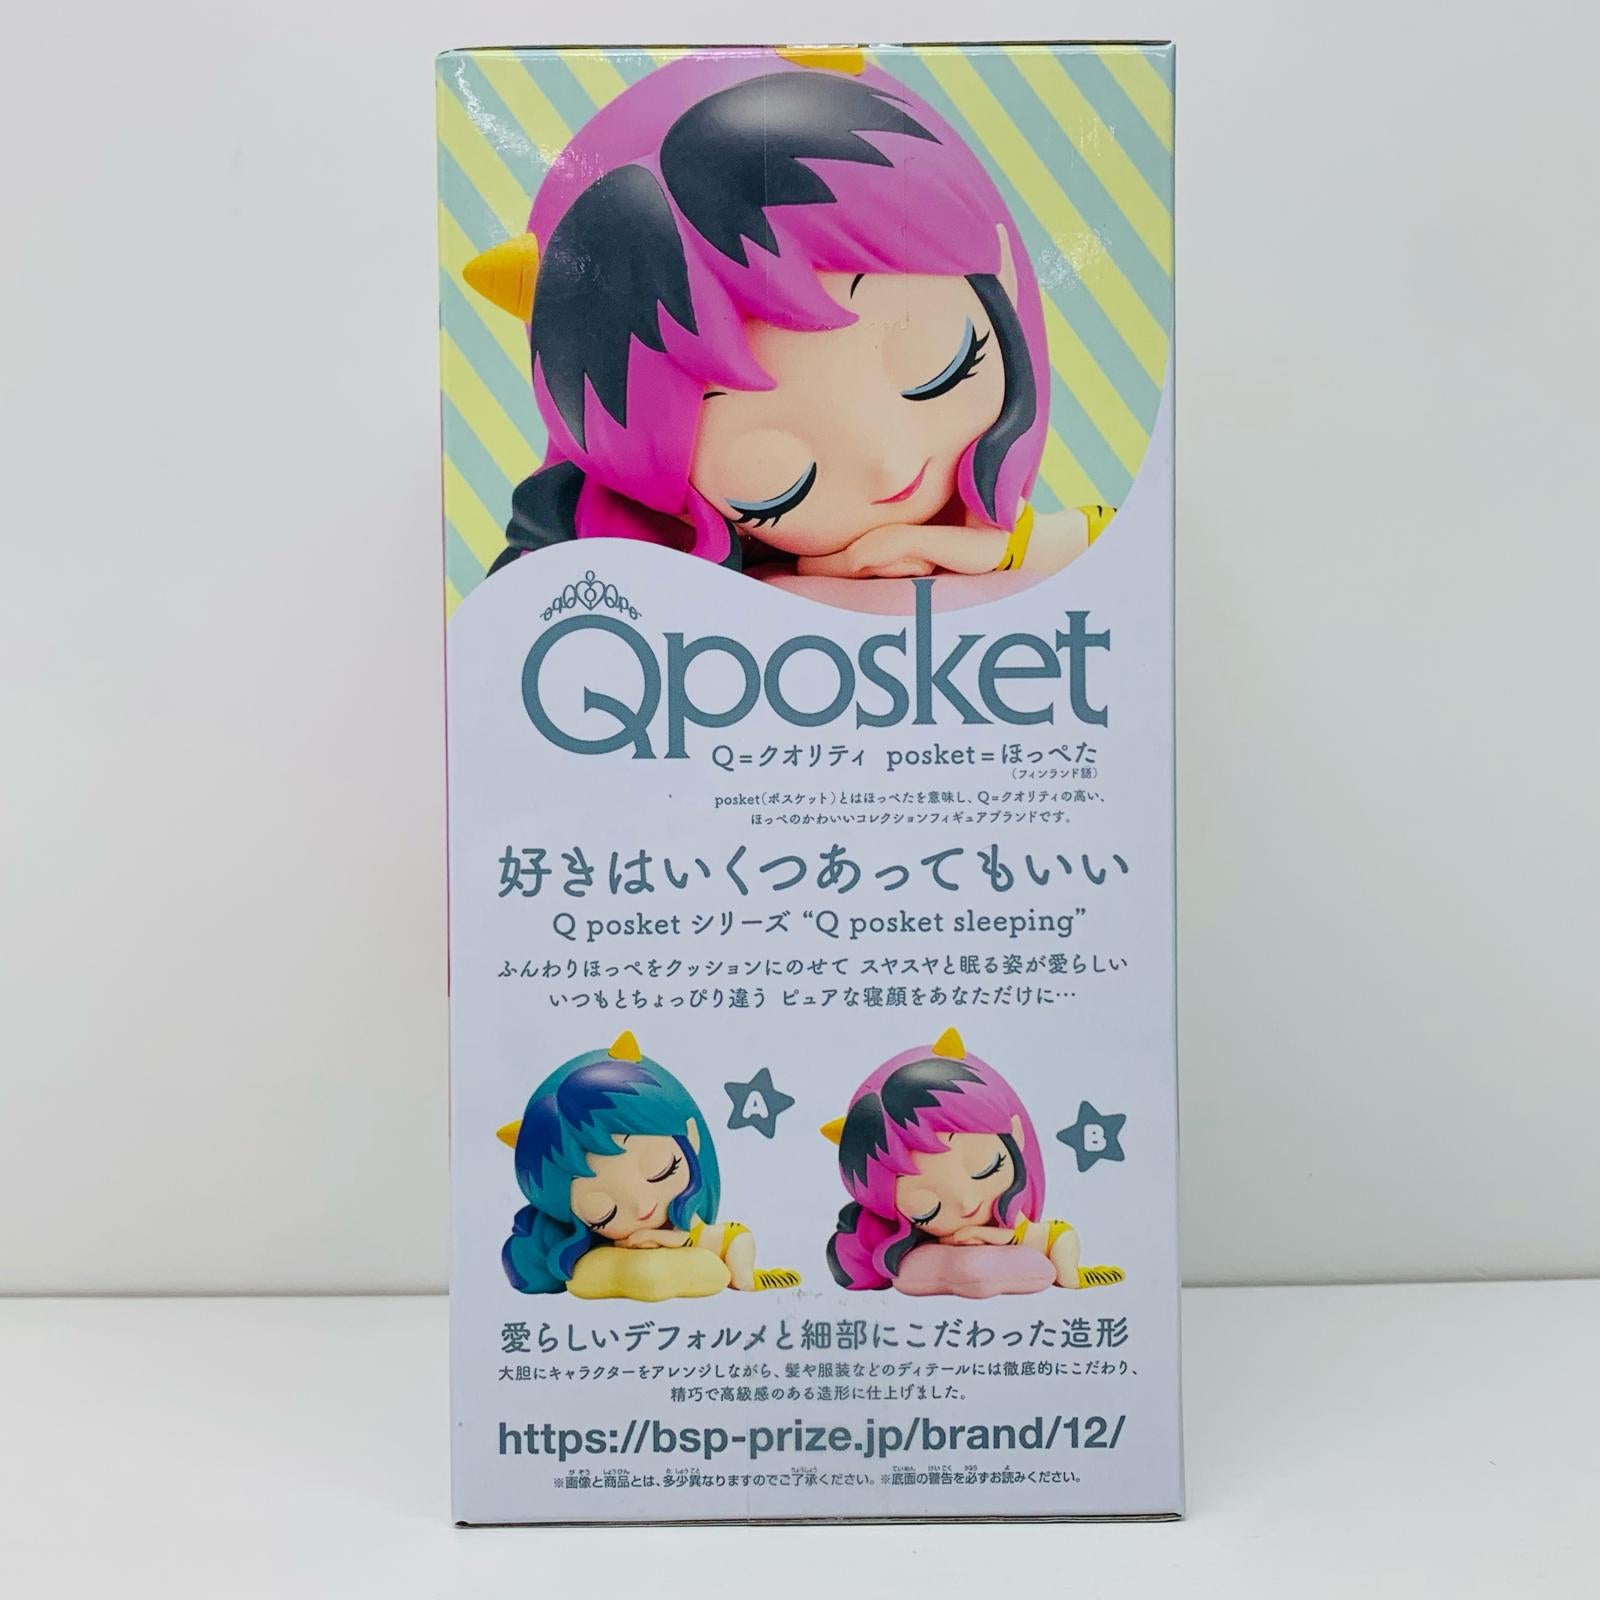 Qposket
Q=クオリティ posket=ほっぺた
(フィンランド語)
posket(ポスケット)とはほっぺたを意味し、Q=クオリティの高い、
ほっぺのかわいいコレクションフィギュアブランドです。
好きはいくつあってもいい
Q posket シリーズ “Q posket sleeping”
ふんわりほっぺをクッションにのせて スヤスヤと眠る姿が愛らしい
いつもとちょっぴり違う ピュアな寝顔をあなただけに…
A
B
愛らしいデフォルメと細部にこだわった造形
大胆にキャラクターをアレンジしながら、髪や服装などのディテールには徹底的にこだわり、
精巧で高級感のある造形に仕上げました。
https://bsp-prize.jp/brand/12/
※画像と商品とは、多少異なりますのでご了承ください。※底面の警告を必ずお読みください。